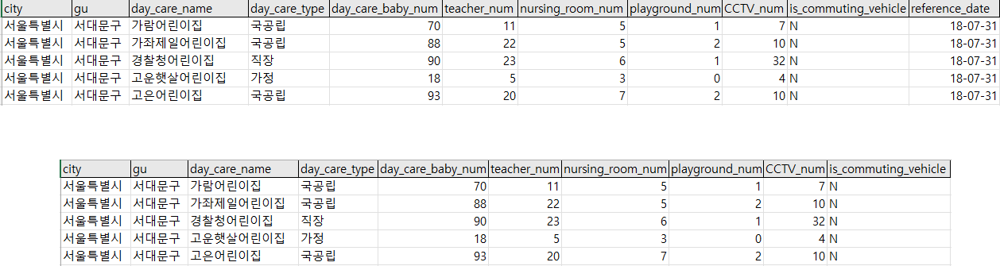 city gu day_care_name day_care_type day_care_baby_num teacher_num nursing_room_num playground_num CCTV_num is_commuting_vehicle reference_date
서울특별시 서대문구 가람어린이집 국공립 70 11 5 1 7 N 18-07-31
서울특별시 서대문구 가좌제일어린이집 국공립 88 22 5 2 10 N 18-07-31
서울특별시 서대문구 경찰청어린이집 직장 90 23 6 1 32 N 18-07-31
서울특별시 서대문구 고운햇살어린이집 가정 18 5 3 0 4 N 18-07-31
서울특별시 서대문구 고은어린이집 국공립 93 20 7 2 10 N 18-07-31
city gu day_care_name day_care_type day_care_baby_num teacher_num nursing_room_num playground_num CCTV_num is_commuting_vehicle
서울특별시 서대문구 가람어린이집 국공립 70 11 5 1 7 N
서울특별시 서대문구 가좌제일어린이집 국공립 88 22 5 2 10 N
서울특별시 서대문구 경찰청어린이집 직장 90 23 6 1 32 N
서울특별시 서대문구 고운햇살어린이집 가정 18 5 3 0 4 N
서울특별시 서대문구 고은어린이집 국공립 93 20 7 2 10 N